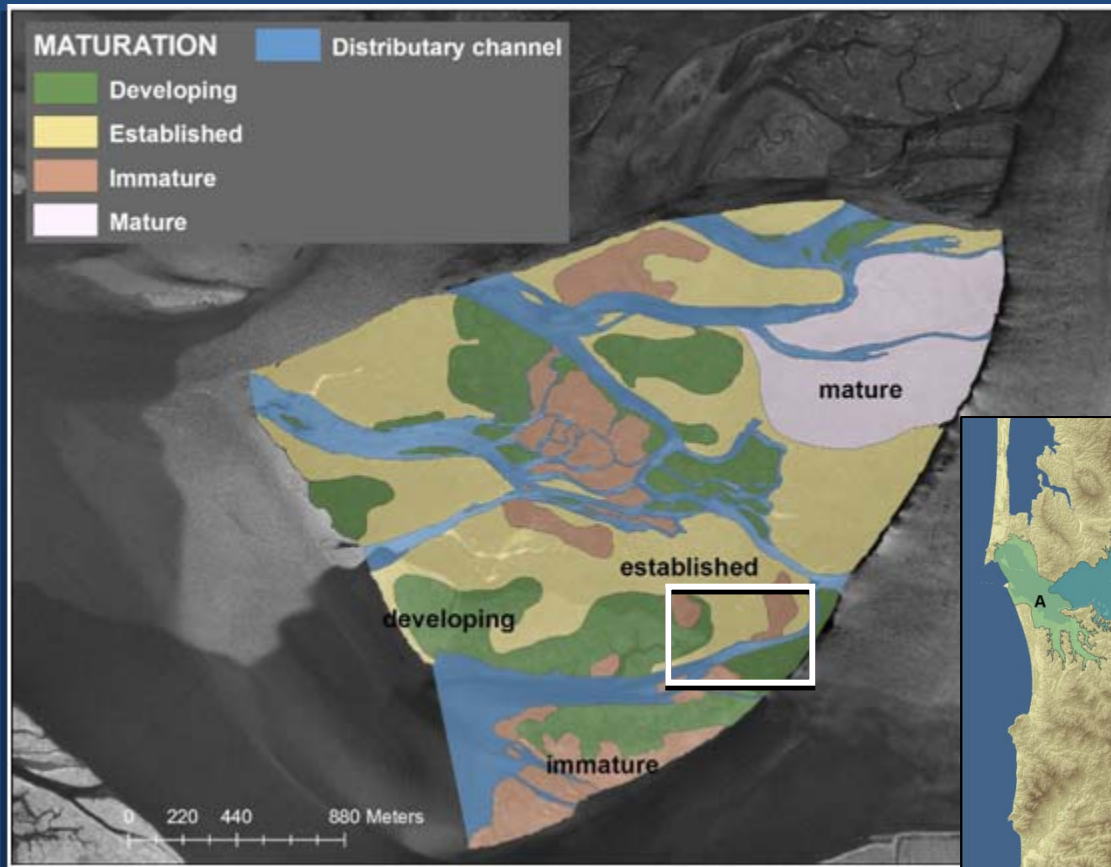 MATURATION
Distributary channel
Developing
Established
Immature
Mature
mature
established
developing
immature
0 220 440 880 Meters
A